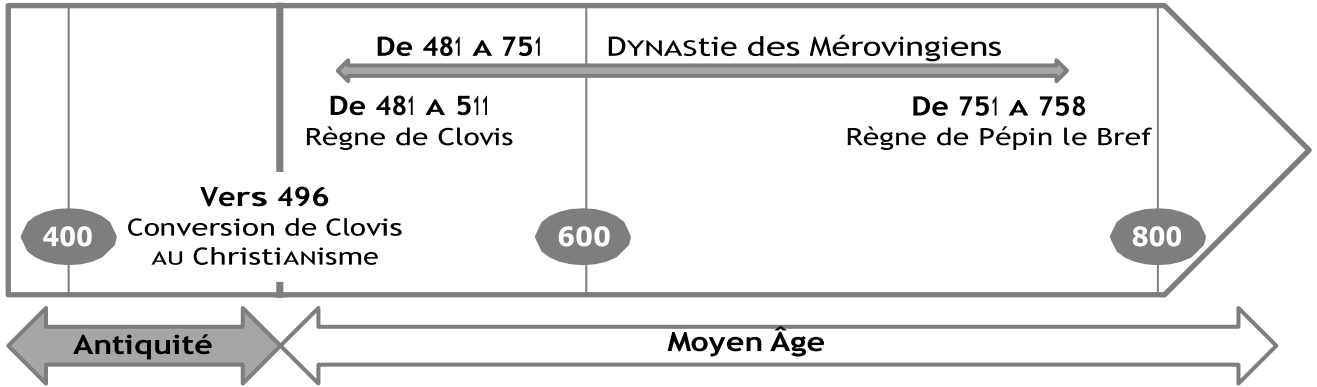 De 481 A 751 DYNAStie des Mérovingiens
De 481 A 511
Règne de Clovis
De 751 A 758
Règne de Pépin le Bref
Vers 496
Conversion de Clovis
AU ChristiANisme
400
600
800
Antiquité
Moyen Âge